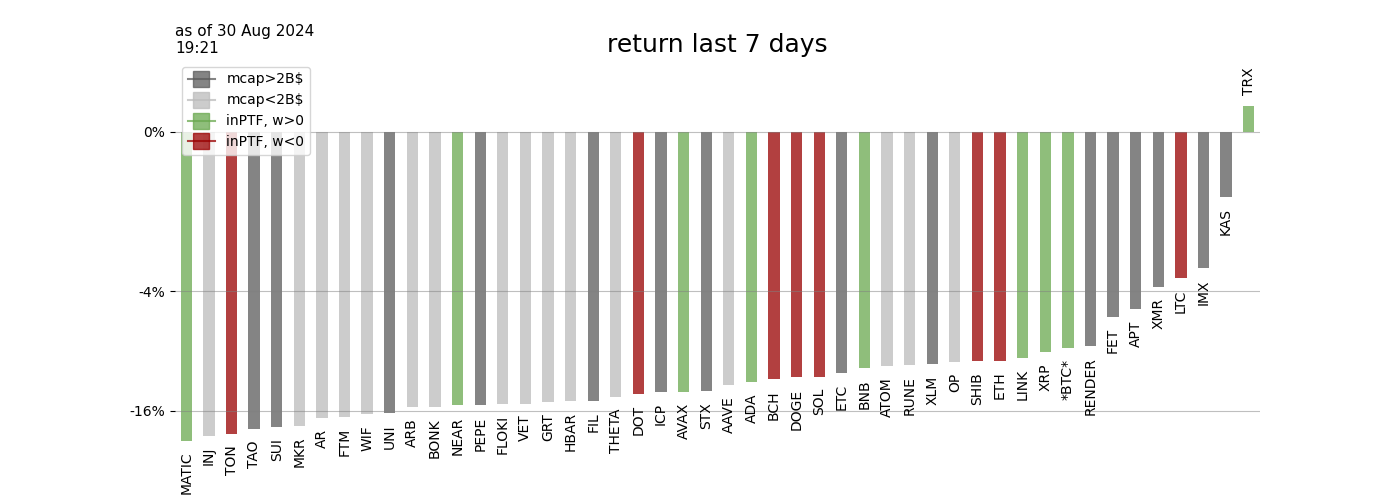 as of 30 Aug 2024
19:21
return last 7 days
mcap>2B$
mcap<2B$
inPTF, w>0
inPTF, w<0
0%
-4%
-16%
MATIC
INJ
TON
TAO
SUI
MKR
AR
FTM
WIF
UNI
ARB
BONK
NEAR
PEPE
FLOKI
VET
GRT
HBAR
FIL
THETA
DOT
ICP
AVAX
STX
AAVE
ADA
BCH
DOGE
SOL
ETC
BNB
ATOM
RUNE
XLM
OP
SHIB
ETH
LINK
XRP
*BTC*
RENDER
FET
APT
XMR
LTC
IMX
KAS
TRX